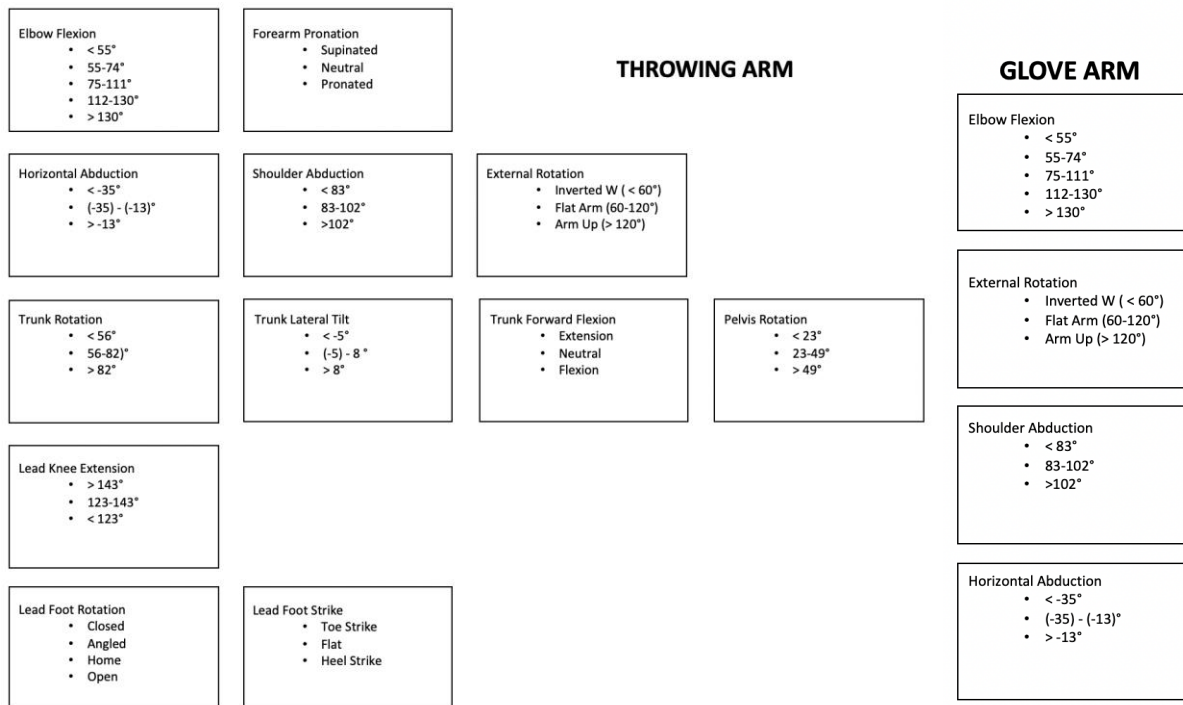 Elbow Flexion
• < 55°
• 55-74°
• 75-111°
• 112-130°
• > 130°
Forearm Pronation
• Supinated
• Neutral
• Pronated
THROWING ARM
Horizontal Abduction
• < -35°
• (-35) - (-13)°
• > -13°
Shoulder Abduction
• < 83°
• 83-102°
• >102°
External Rotation
• Inverted W ( < 60°)
• Flat Arm (60-120°)
• Arm Up (> 120°)
Trunk Rotation
• < 56°
• 56-82)°
• > 82°
Trunk Lateral Tilt
• < -5°
• (-5) - 8 °
• > 8°
Trunk Forward Flexion
• Extension
• Neutral
• Flexion
Pelvis Rotation
• < 23°
• 23-49°
• > 49°
Lead Knee Extension
• > 143°
• 123-143°
• < 123°
Lead Foot Rotation
• Closed
• Angled
• Home
• Open
Lead Foot Strike
• Toe Strike
• Flat
• Heel Strike
GLOVE ARM
Elbow Flexion
• < 55°
• 55-74°
• 75-111°
• 112-130°
• > 130°
External Rotation
• Inverted W ( < 60°)
• Flat Arm (60-120°)
• Arm Up (> 120°)
Shoulder Abduction
• < 83°
• 83-102°
• >102°
Horizontal Abduction
• < -35°
• (-35) - (-13)°
• > -13°